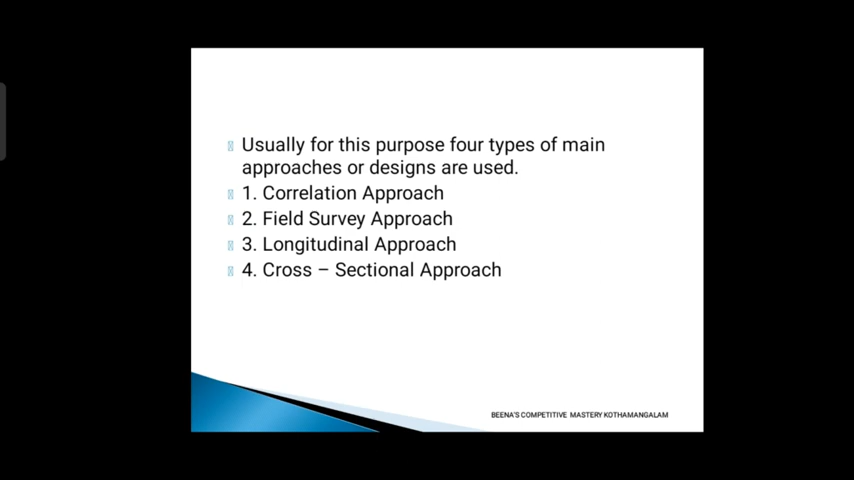 Usually for this purpose four types of main
approaches or designs are used.
1. Correlation Approach
2. Field Survey Approach
3. Longitudinal Approach
4. Cross – Sectional Approach
BEENA'S COMPETITIVE MASTERY KOTHAMANGALAM